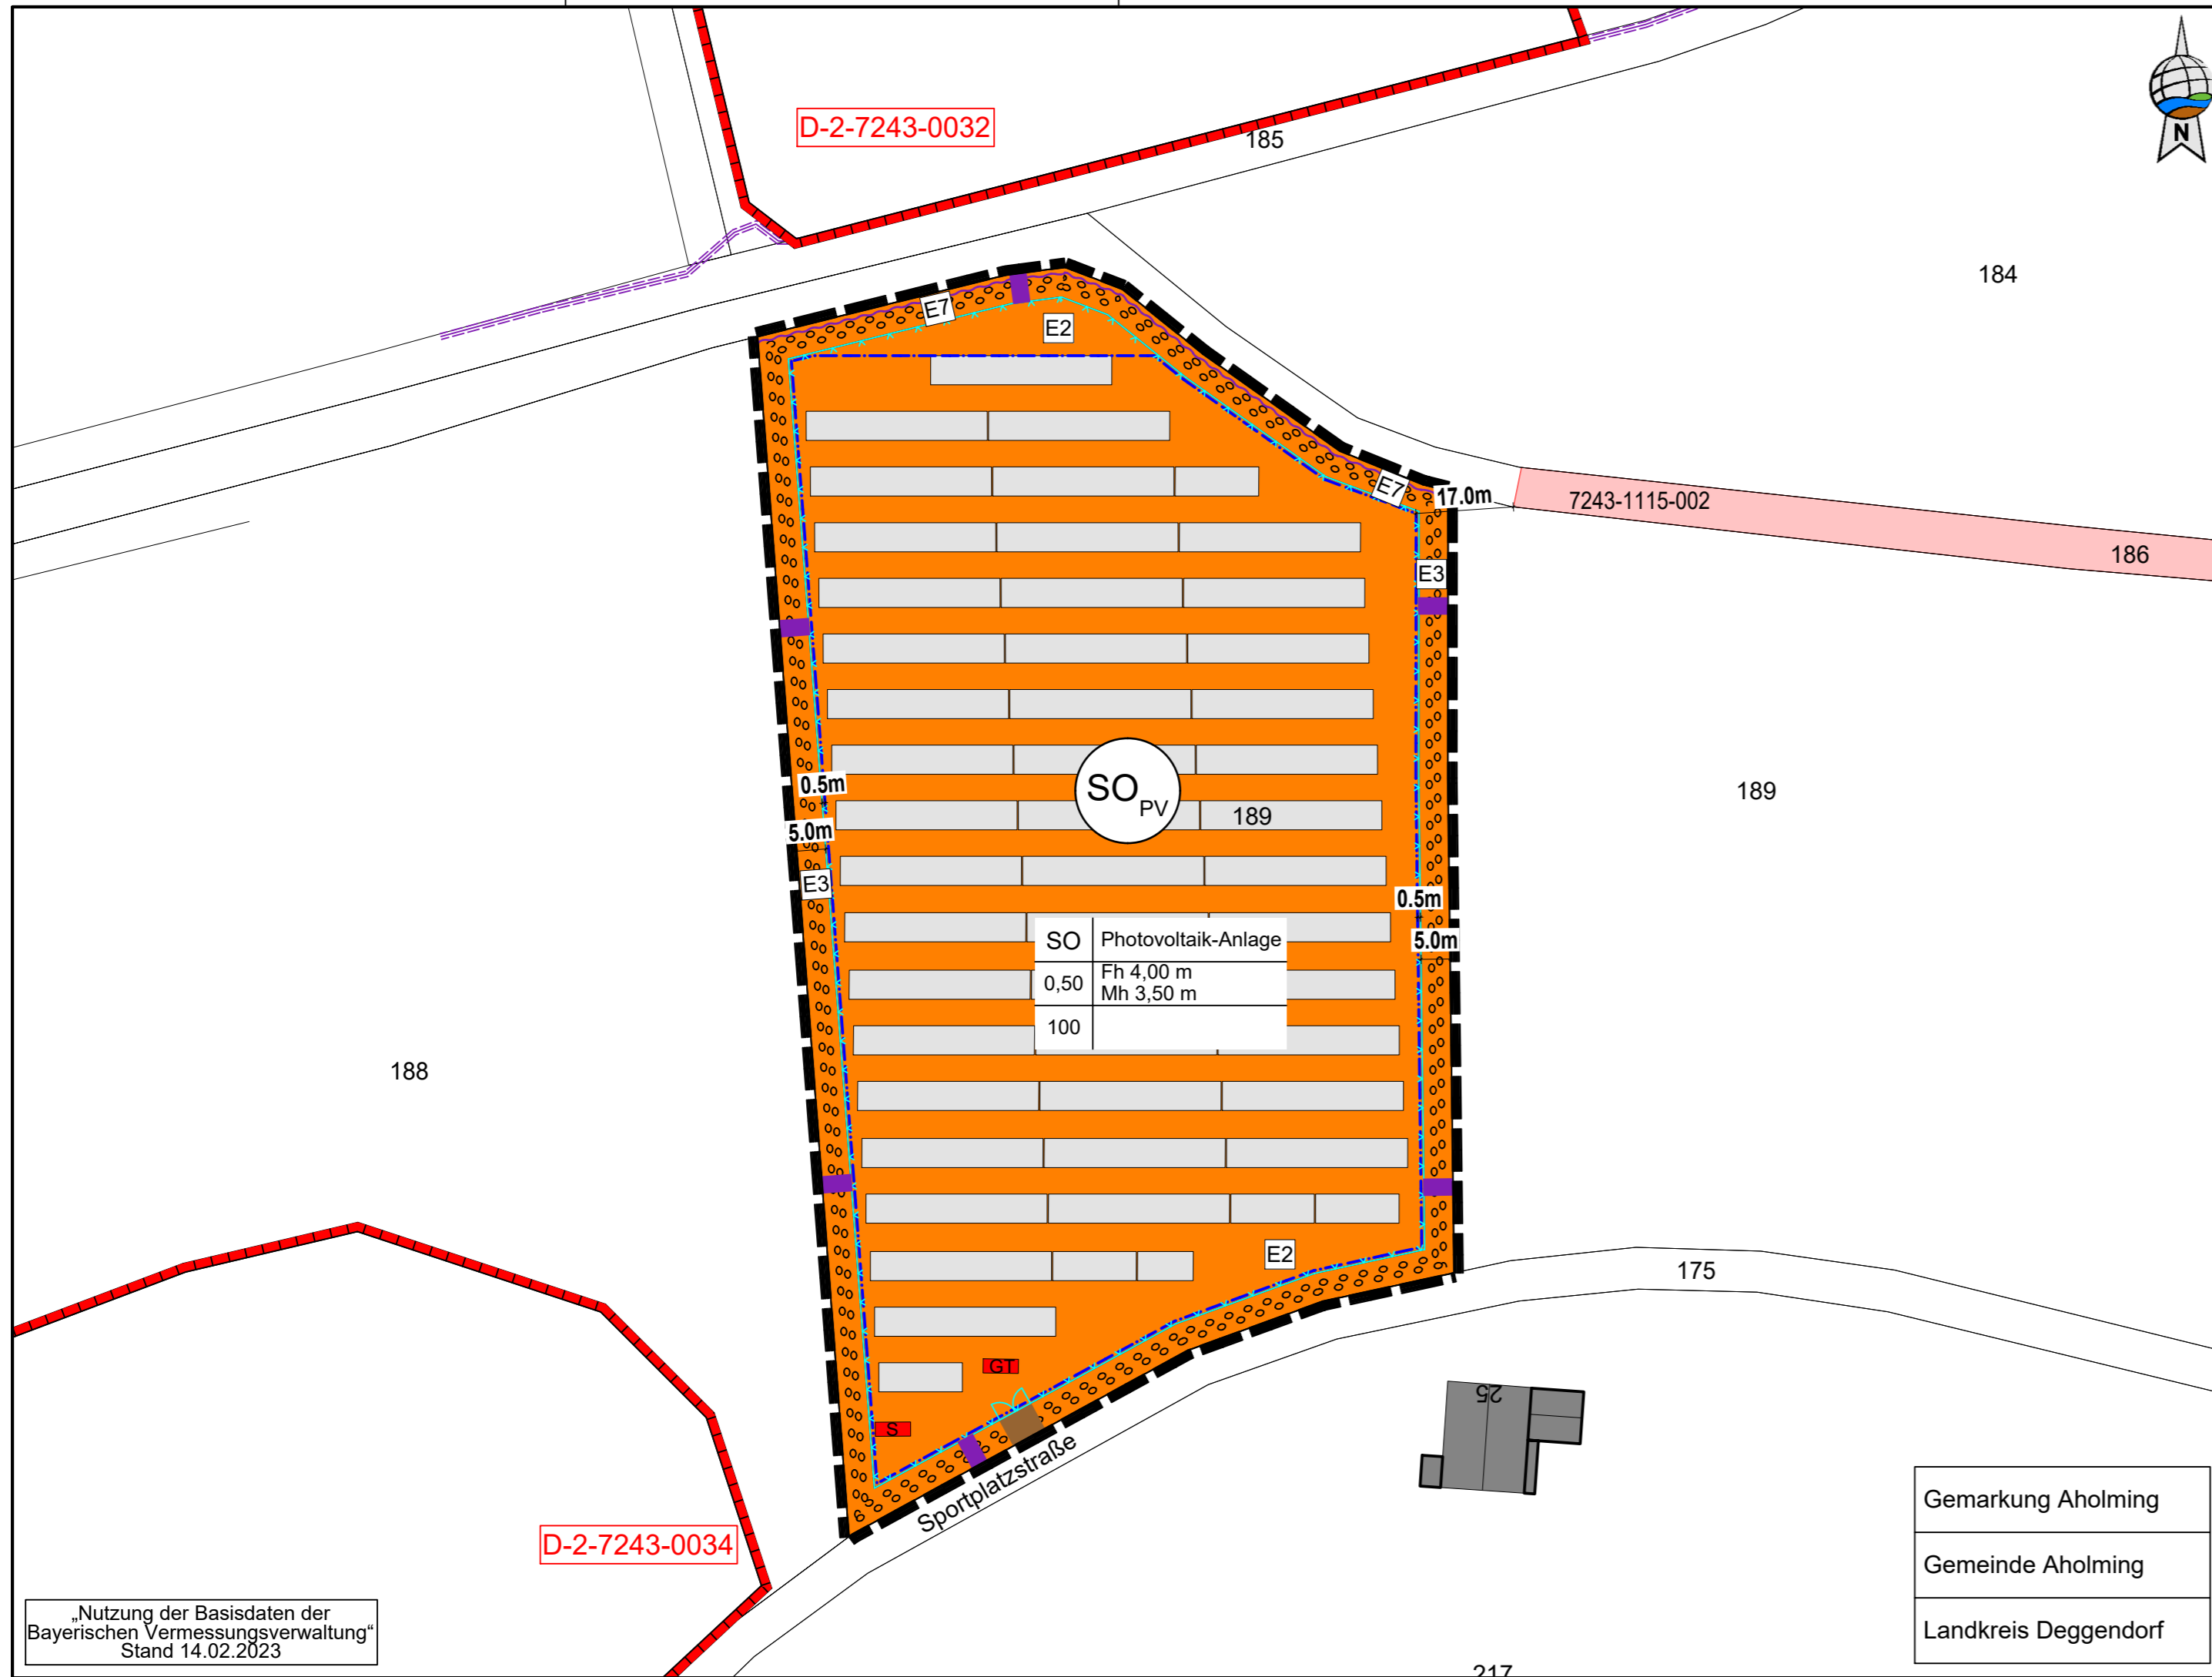 D-2-7243-0032
185
N
184
E7
E2
E7
17.0m
7243-1115-002
186
E3
0.5m
SO PV
189
189
5.0m
E3
0.5m
SO Photovoltaik-Anlage
5.0m
0,50 Fh 4,00 m
Mh 3,50 m
100
188
E2
175
GT
25
S
Sportplatzstraße
D-2-7243-0034
Gemarkung Aholming
Gemeinde Aholming
Landkreis Deggendorf
„Nutzung der Basisdaten der
Bayerischen Vermessungsverwaltung“
Stand 14.02.2023
217